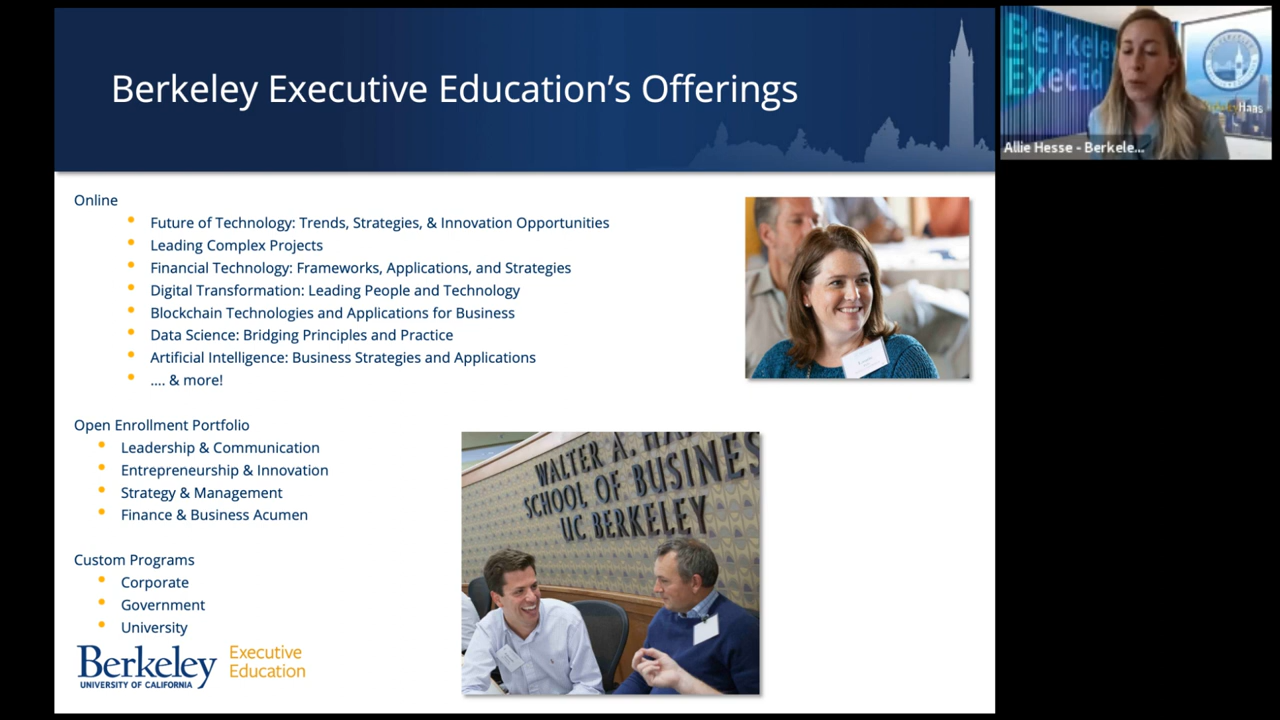 Berkeley Executive Education's Offerings
Berkele
ExecEd
Haas
Allie Hesse - Berkele...
Online
Future of Technology: Trends, Strategies, & Innovation Opportunities
Leading Complex Projects
Financial Technology: Frameworks, Applications, and Strategies
Digital Transformation: Leading People and Technology
Blockchain Technologies and Applications for Business
Data Science: Bridging Principles and Practice
Artificial Intelligence: Business Strategies and Applications
.... & more!
Open Enrollment Portfolio
Leadership & Communication
Entrepreneurship & Innovation
Strategy & Management
Finance & Business Acumen
WALTER A. HA
SCHOOL OF BUSINES
UC BERKELEY
Custom Programs
Corporate
Government
University
Berkeley Executive Education
UNIVERSITY OF CALIFORNIA